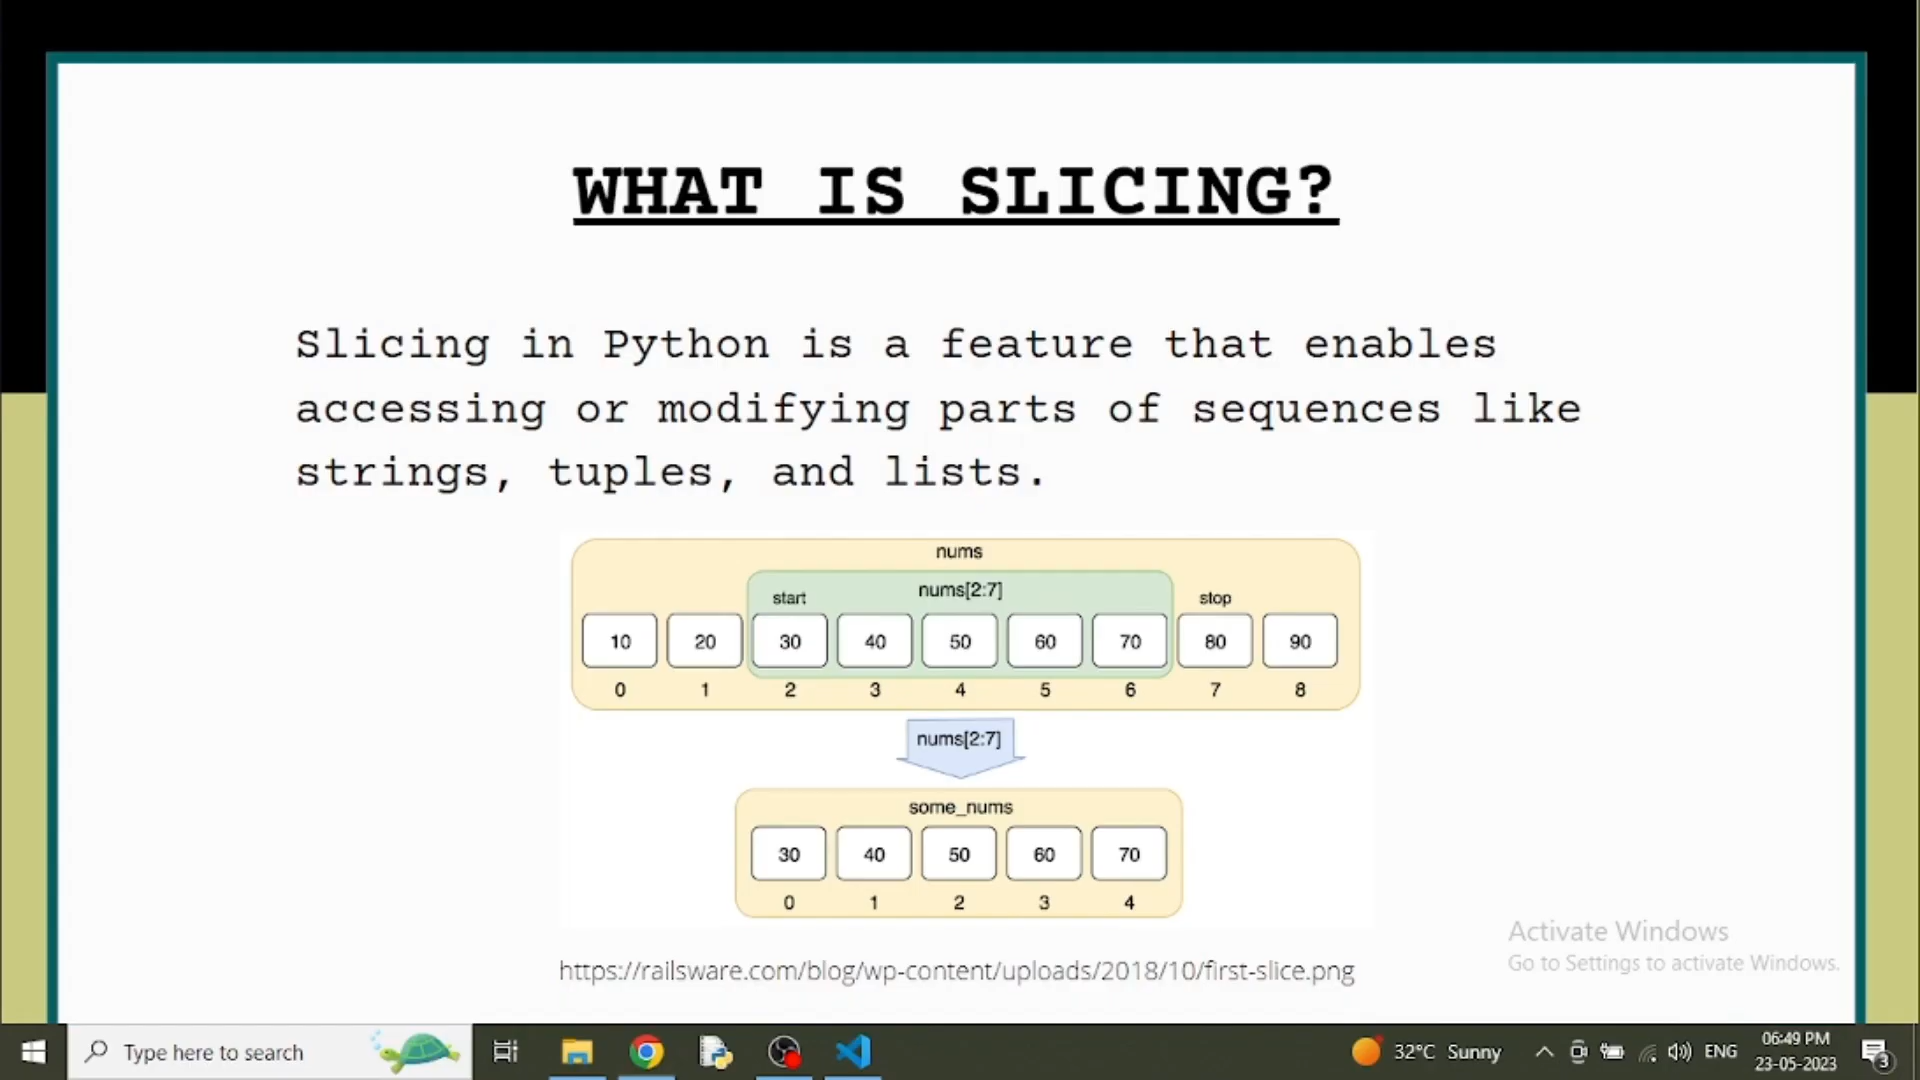 WHAT IS SLICING?
Slicing in Python is a feature that enables
accessing or modifying parts of sequences like
strings, tuples, and lists.
nums
start nums[2:7] stop
10 20 30 40 50 60 70 80 90
0 1 2 3 4 5 6 7 8
nums[2:7]
some_nums
30 40 50 60 70
0 1 2 3 4
Activate Windows
Go to Settings to activate Windows.
https://railsware.com/blog/wp-content/uploads/2018/10/first-slice.png
Type here to search
32°C Sunny
ENG
06:49 PM
23-05-2023
3